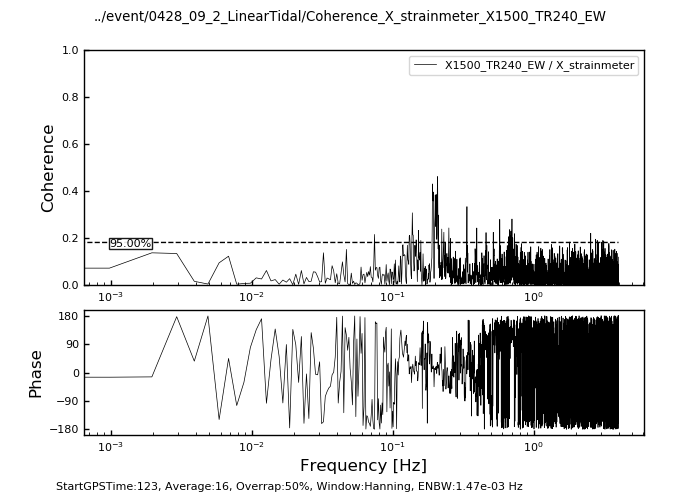 ../event/0428_09_2_LinearTidal/Coherence_X_strainmeter_X1500_TR240_EW
1.0
0.8
0.6
0.4
0.2
0.0
Coherence
X1500_TR240_EW / X_strainmeter
95.00%
10⁻³ 10⁻² 10⁻¹ 10⁰
180
90
0
−90
−180
Phase
10⁻³ 10⁻² 10⁻¹ 10⁰
Frequency [Hz]
StartGPSTime:123, Average:16, Overrap:50%, Window:Hanning, ENBW:1.47e-03 Hz